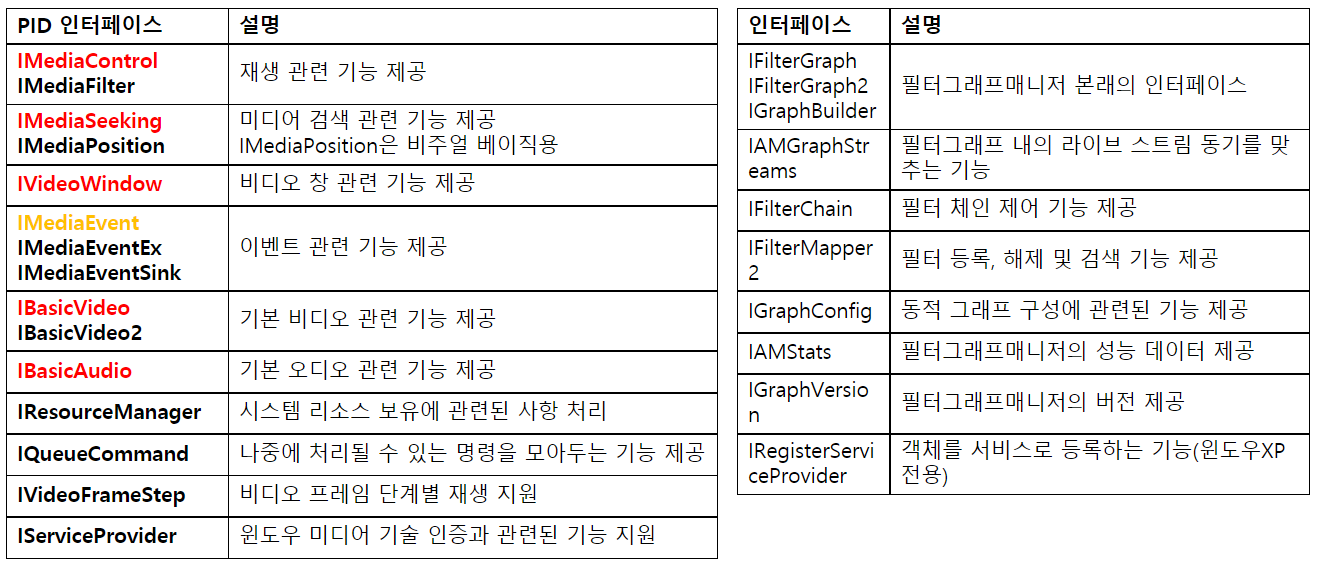 PID 인터페이스 설명
IMediaControl
IMediaFilter
재생 관련 기능 제공
IMediaSeeking
IMediaPosition
미디어 검색 관련 기능 제공
IMediaPosition은 비주얼 베이직용
IVideoWindow
비디오 창 관련 기능 제공
IMediaEvent
IMediaEventEx
IMediaEventSink
이벤트 관련 기능 제공
IBasicVideo
IBasicVideo2
기본 비디오 관련 기능 제공
IBasicAudio
기본 오디오 관련 기능 제공
IResourceManager
시스템 리소스 보유에 관련된 사항 처리
IQueueCommand
나중에 처리될 수 있는 명령을 모아두는 기능 제공
IVideoFrameStep
비디오 프레임 단계별 재생 지원
IServiceProvider
윈도우 미디어 기술 인증과 관련된 기능 지원
인터페이스 설명
IFilterGraph
IFilterGraph2
IGraphBuilder
필터그래프매니저 본래의 인터페이스
IAMGraphStr
eams
필터그래프 내의 라이브 스트림 동기를 맞
추는 기능
IFilterChain
필터 체인 제어 기능 제공
IFilterMapper
2
필터 등록, 해제 및 검색 기능 제공
IGraphConfig
동적 그래프 구성에 관련된 기능 제공
IAMStats
필터그래프매니저의 성능 데이터 제공
IGraphVersio
n
필터그래프매니저의 버전 제공
IRegisterServi
ceProvider
객체를 서비스로 등록하는 기능(윈도우XP
전용)